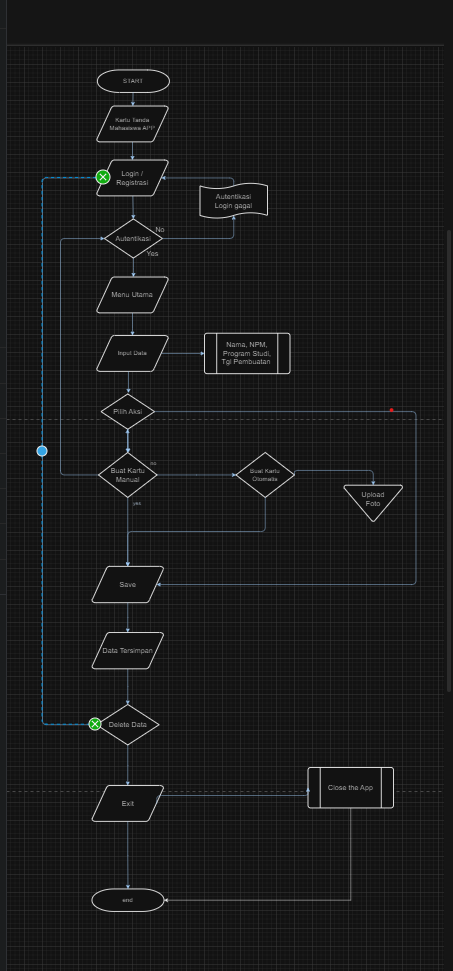 START
Kartu Tanda
Mahasiswa APP
Login /
Registrasi
Autentikasi
Login gagal
No
Autentikasi
Yes
Menu Utama
Input Data
Nama, NPM,
Program Studi,
Tgl Pembuatan
Pilih Aksi
no
Buat Kartu
Manual
Buat Kartu
Otomatis
Upload
Foto
yes
Save
Data Tersimpan
Delete Data
Close the App
Exit
end